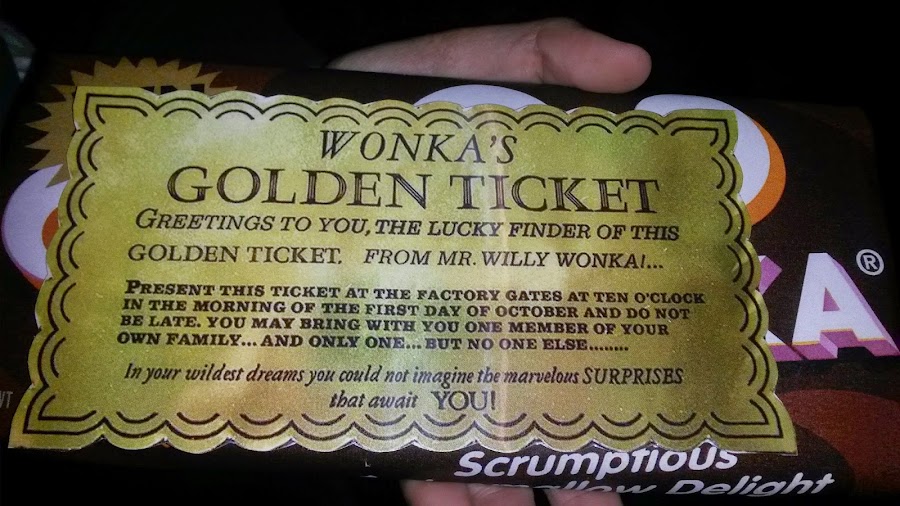 WONKA'S
GOLDEN TICKET
GREETINGS TO YOU, THE LUCKY FINDER OF THIS
GOLDEN TICKET. FROM MR. WILLY WONKA!...
PRESENT THIS TICKET AT THE FACTORY GATES AT TEN O'CLOCK
IN THE MORNING OF THE FIRST DAY OF OCTOBER AND DO NOT
BE LATE. YOU MAY BRING WITH YOU ONE MEMBER OF YOUR
OWN FAMILY... AND ONLY ONE... BUT NO ONE ELSE........
In your wildest dreams you could not imagine the marvelous SURPRISES
that await YOU!
KA®
Scrumptious
Delight